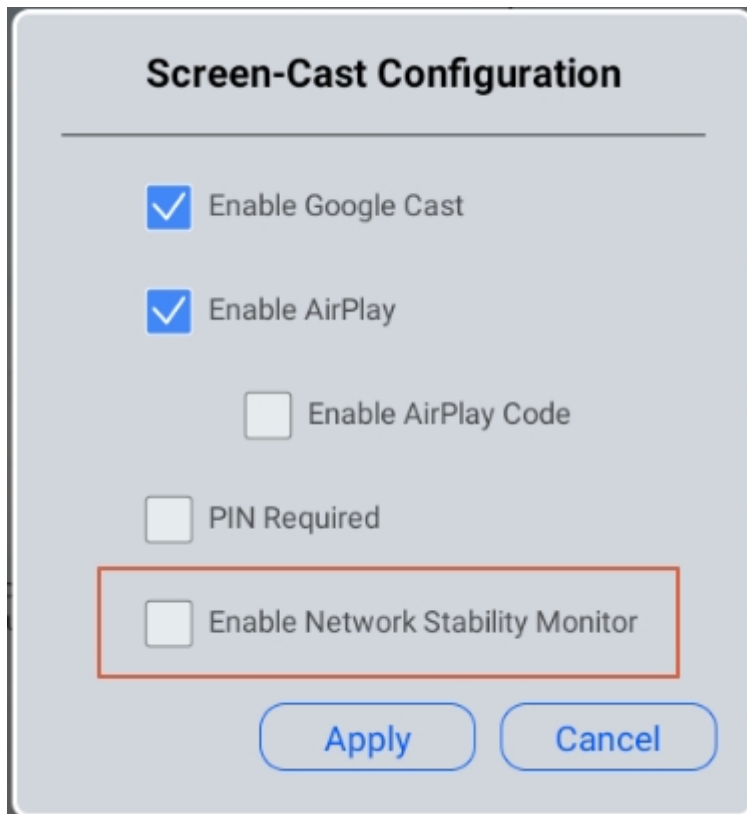 Screen-Cast Configuration
Enable Google Cast
Enable AirPlay
Enable AirPlay Code
PIN Required
Enable Network Stability Monitor
Apply
Cancel